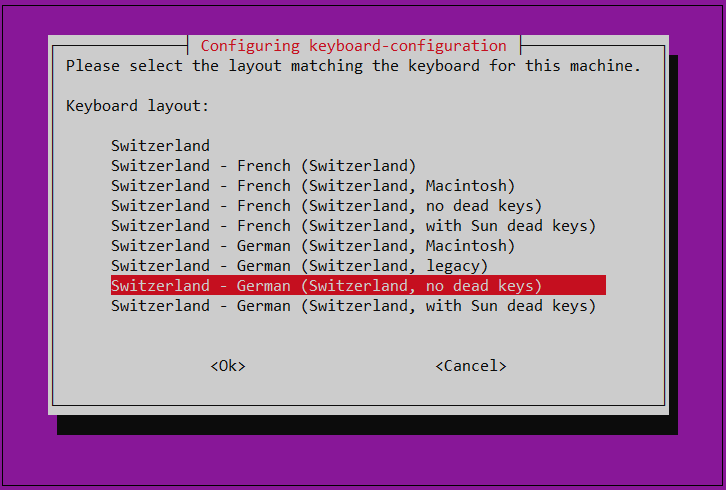 Configuring keyboard-configuration
Please select the layout matching the keyboard for this machine.
Keyboard layout:
Switzerland
Switzerland - French (Switzerland)
Switzerland - French (Switzerland, Macintosh)
Switzerland - French (Switzerland, no dead keys)
Switzerland - French (Switzerland, with Sun dead keys)
Switzerland - German (Switzerland, Macintosh)
Switzerland - German (Switzerland, legacy)
Switzerland - German (Switzerland, no dead keys)
Switzerland - German (Switzerland, with Sun dead keys)
<Ok> <Cancel>